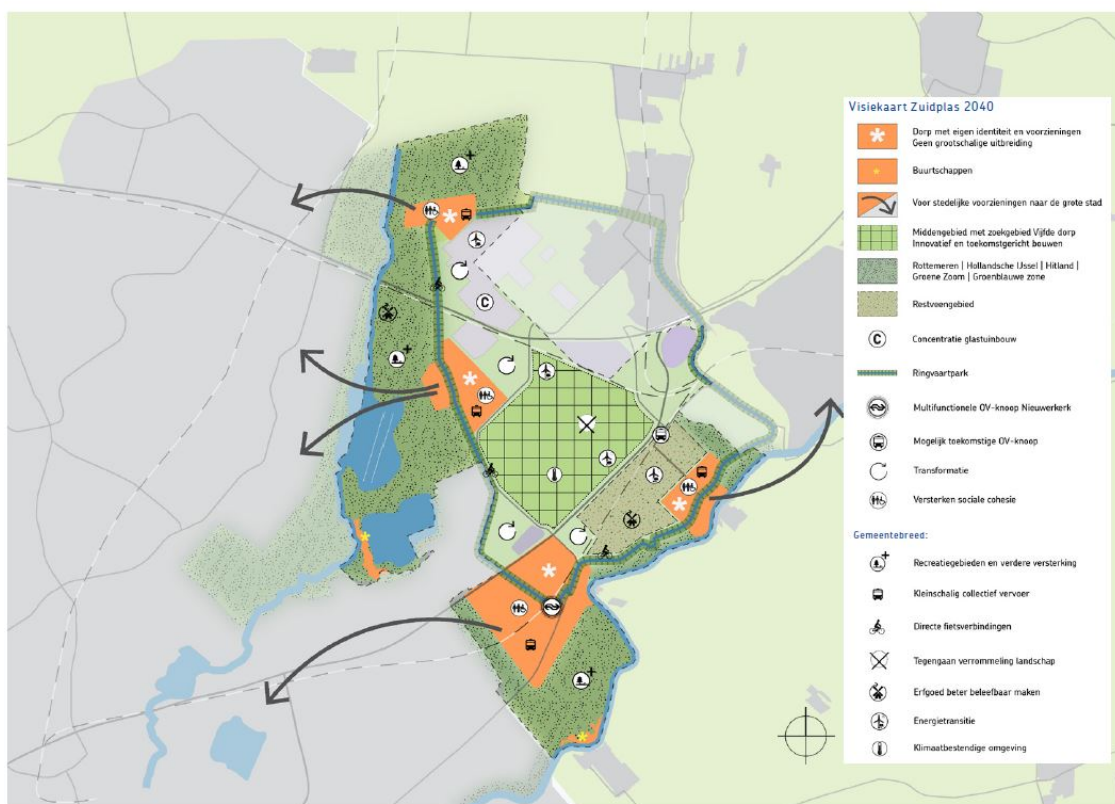 Visiekaart Zuidplas 2040
Dorp met eigen identiteit en voorzieningen
Geen grootschalige uitbreiding
Buurtschappen
Voor stedelijke voorzieningen naar de grote stad
Middengebied met zoekgebied Vijfde dorp
Innovatief en toekomstgericht bouwen
Rottemeren | Hollandsche IJssel | Hitland |
Groene Zoom | Groenblauwe zone
Restveengebied
C
Concentratie glastuinbouw
Ringvaartpark
Multifunctionele OV-knoop Nieuwerkerk
Mogelijk toekomstige OV-knoop
Transformatie
Versterken sociale cohesie
Gemeentebreed:
Recreatiegebieden en verdere versterking
Kleinschalig collectief vervoer
Directe fietsverbindingen
Tegengaan verrommeling landschap
Erfgoed beter beleefbaar maken
Energietransitie
Klimaatbestendige omgeving
C